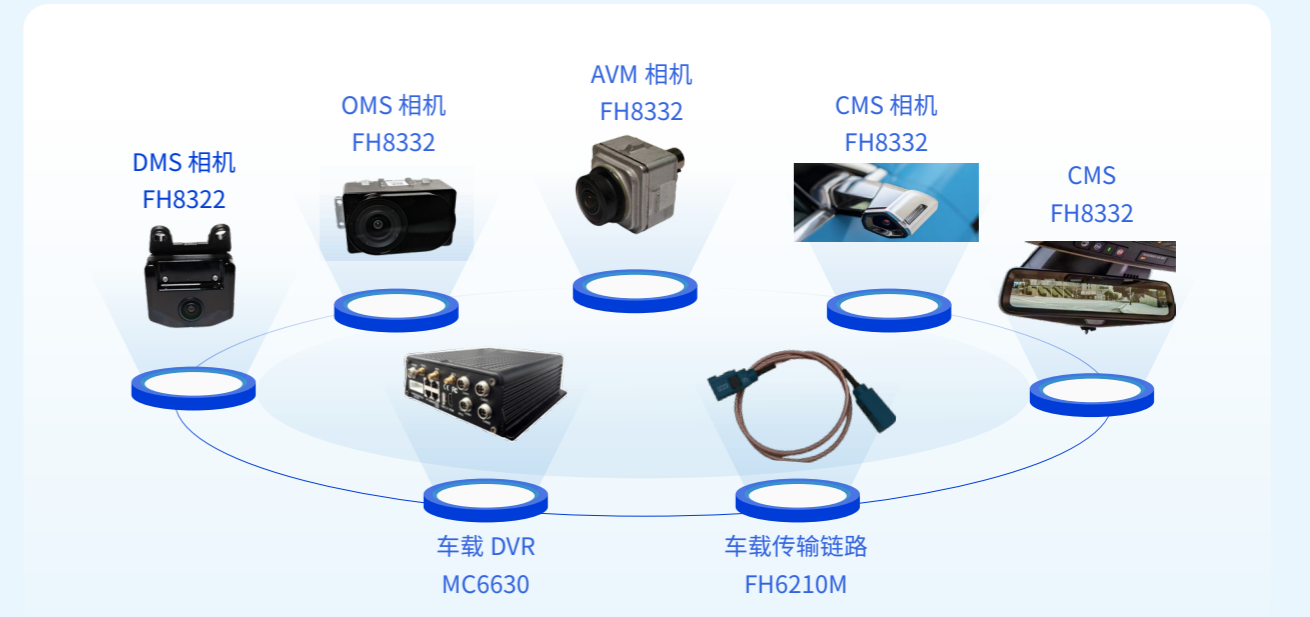 DMS 相机
FH8322
OMS 相机
FH8332
AVM 相机
FH8332
CMS 相机
FH8332
CMS
FH8332
车载 DVR
MC6630
车载传输链路
FH6210M